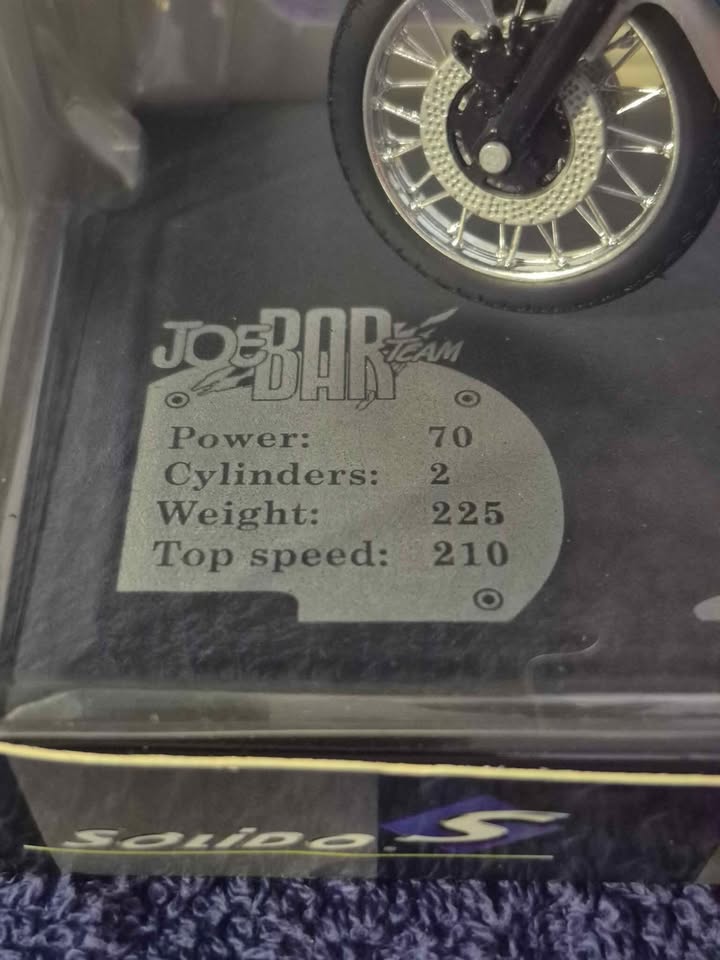 JOE BAR TEAM
Power: 70
Cylinders: 2
Weight: 225
Top speed: 210
SOLiDO S